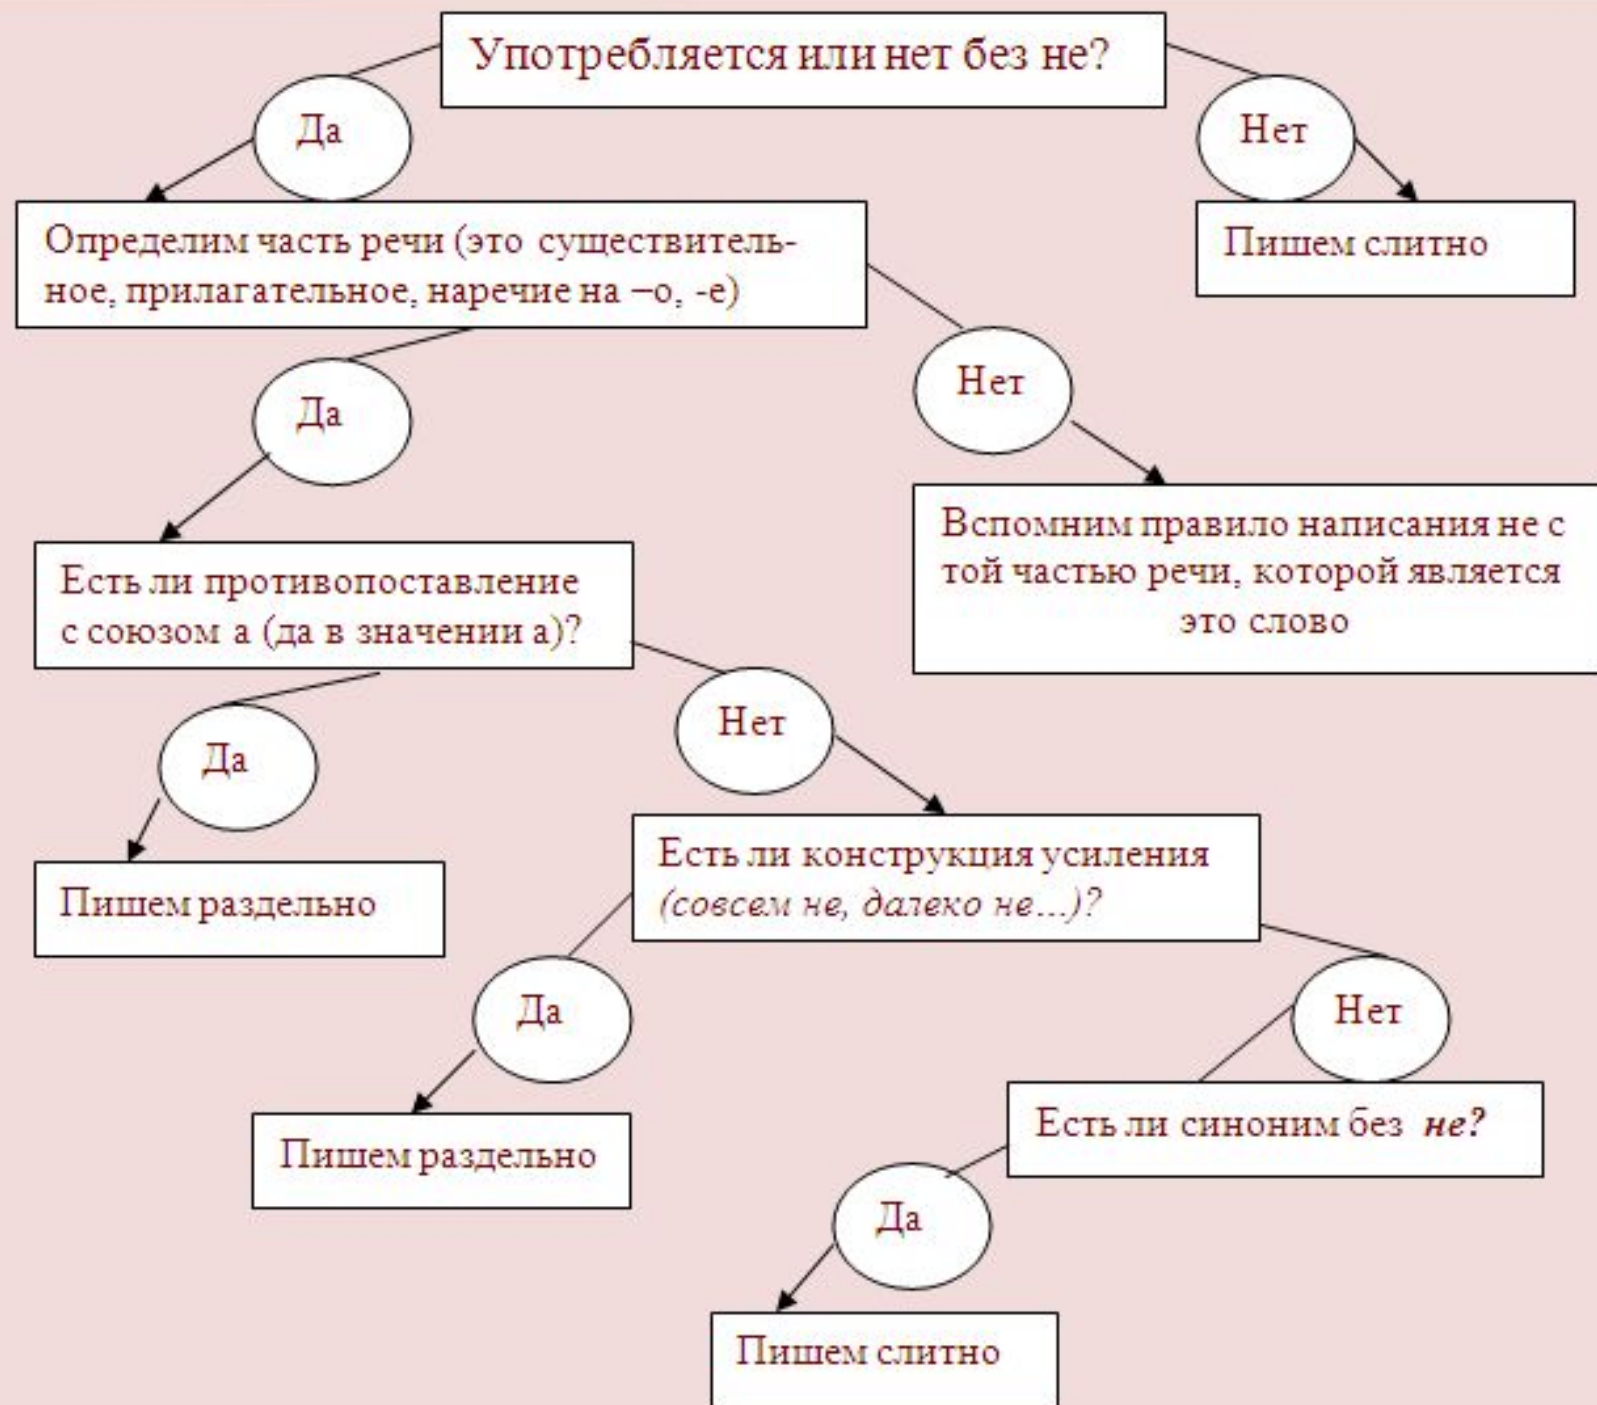 Употребляется или нет без не?
Да
Нет
Определим часть речи (это существитель-
ное, прилагательное, наречие на –о, -е)
Пишем слитно
Да
Нет
Есть ли противопоставление
с союзом а (да в значении а)?
Вспомним правило написания не с
той частью речи, которой является
это слово
Да
Нет
Пишем раздельно
Есть ли конструкция усиления
(совсем не, далеко не...)?
Да
Нет
Пишем раздельно
Есть ли синоним без не?
Да
Пишем слитно